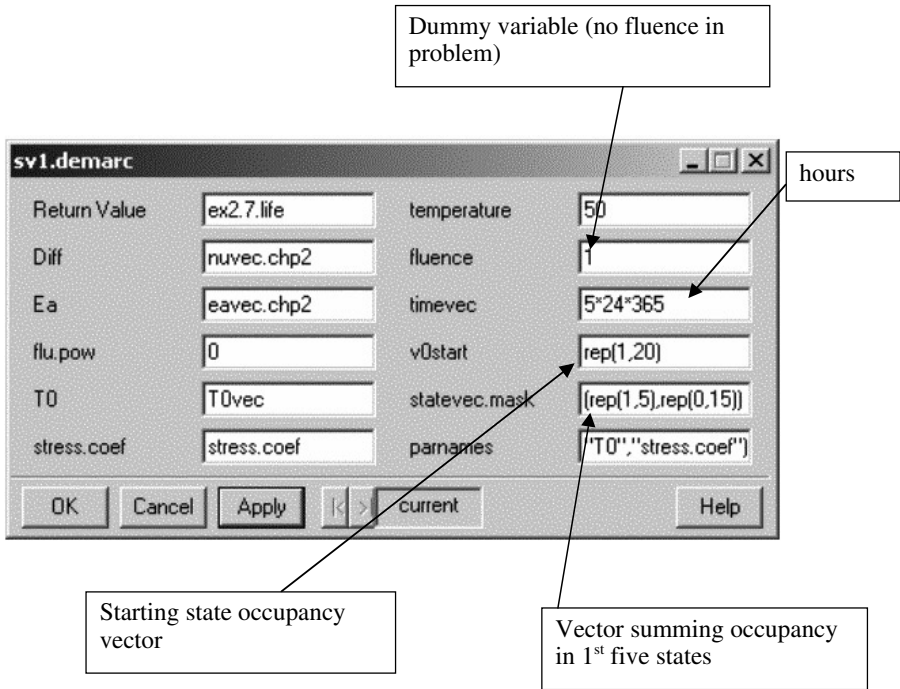 Dummy variable (no fluence in
problem)
sv1.demarc
hours
Return Value ex2.7.life temperature 50
Diff nuvec.chp2 fluence 1
Ea eavec.chp2 timevec 5*24*365
flu.pow 0 v0start rep(1,20)
T0 T0vec statevec.mask (rep(1,5),rep(0,15))
stress.coef stress.coef parnames "T0","stress.coef")
OK Cancel Apply current Help
Starting state occupancy
vector
Vector summing occupancy
in 1st five states